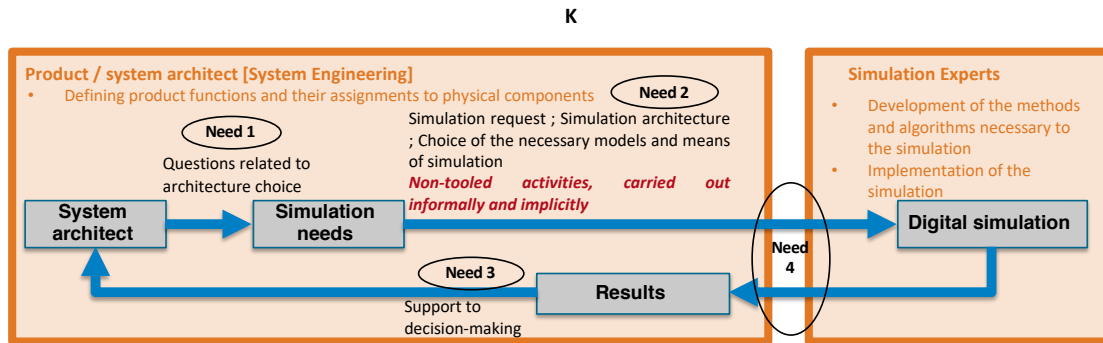 K
Product / system architect [System Engineering]
• Defining product functions and their assignments to physical components
Need 1
Questions related to
architecture choice
Need 2
Simulation request ; Simulation architecture
; Choice of the necessary models and means
of simulation
Non-tooled activities, carried out
informally and implicitly
System
architect
Simulation
needs
Need 3
Support to
decision-making
Results
Need
4
Simulation Experts
• Development of the methods
and algorithms necessary to
the simulation
• Implementation of the
simulation
Digital simulation